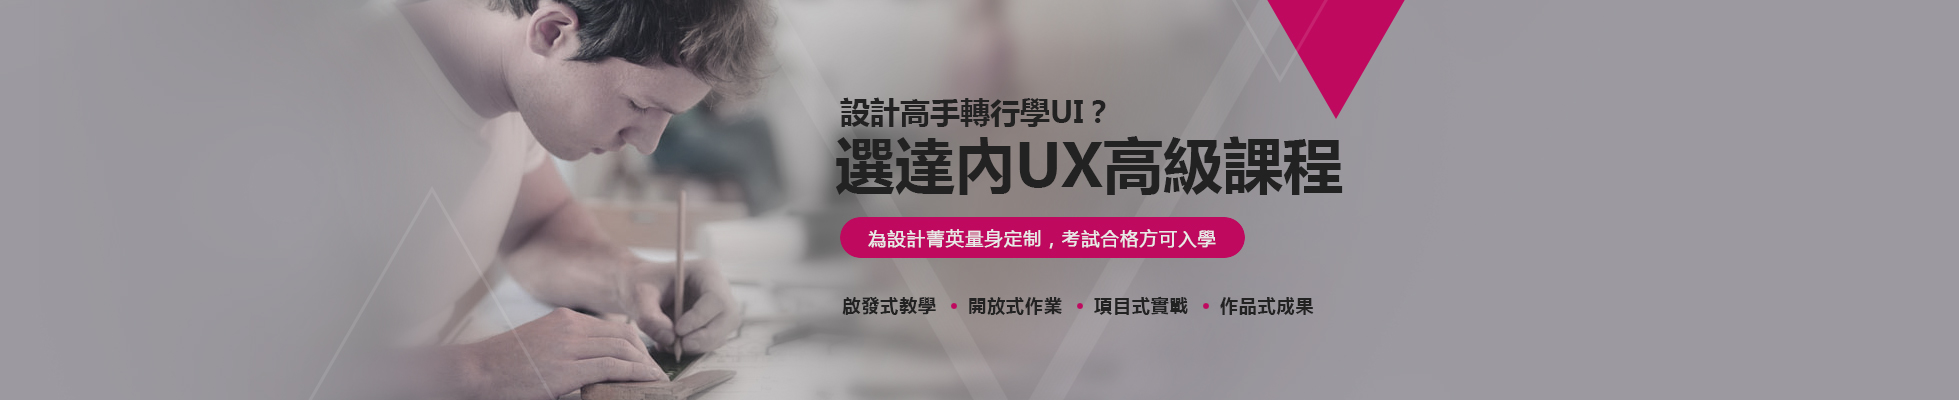 設計高手轉行學UI？
選達內UX高級課程
為設計菁英量身定制，考試合格方可入學
啟發式教學 • 開放式作業 • 項目式實戰 • 作品式成果